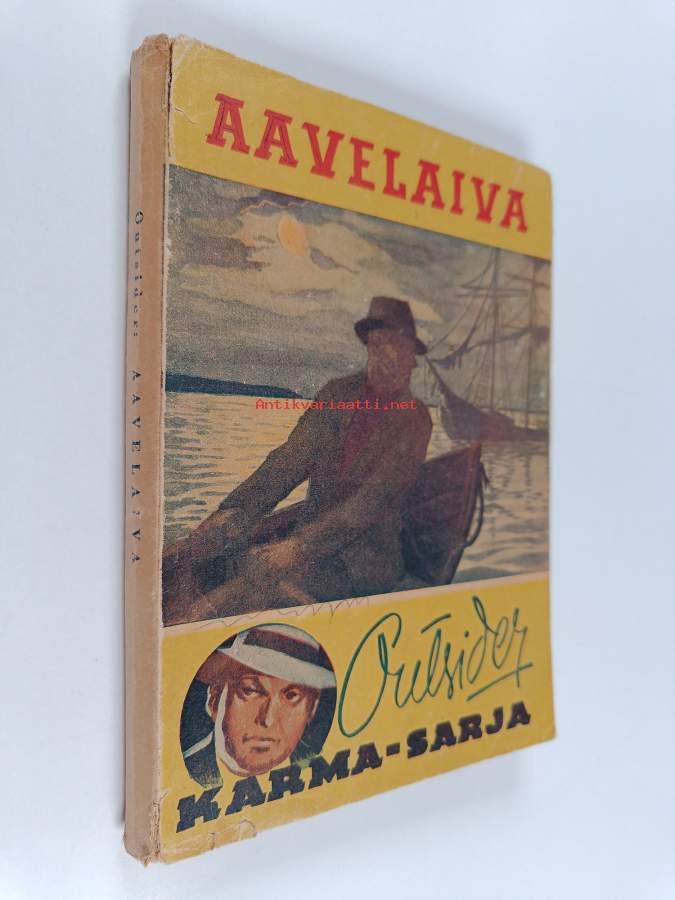 AAVELAIVA
Outsider: AAVELAIVA
Antikvariaatti.net
Outsider
KARMA-SARJA